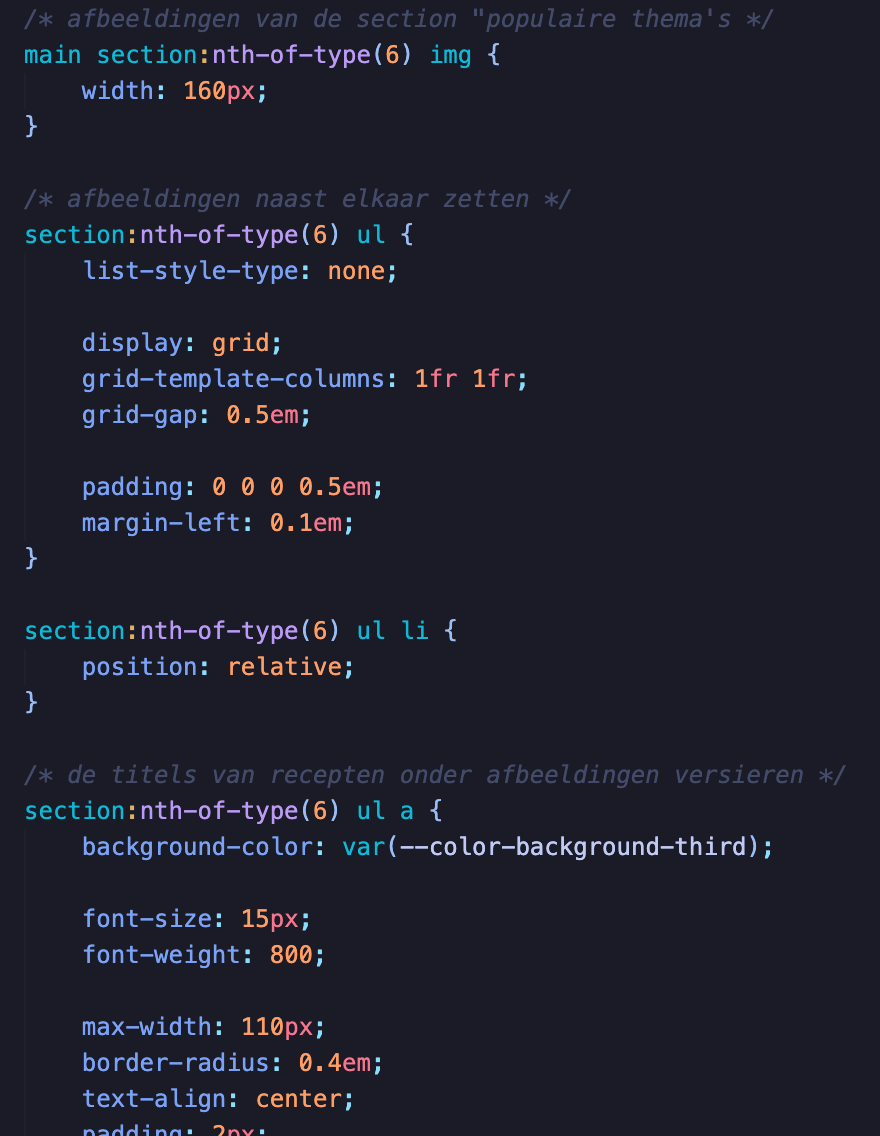 /* afbeeldingen van de section "populaire thema's */
main section:nth-of-type(6) img {
width: 160px;
}
/* afbeeldingen naast elkaar zetten */
section:nth-of-type(6) ul {
list-style-type: none;
display: grid;
grid-template-columns: 1fr 1fr;
grid-gap: 0.5em;
padding: 0 0 0 0.5em;
margin-left: 0.1em;
}
section:nth-of-type(6) ul li {
position: relative;
}
/* de titels van recepten onder afbeeldingen versieren */
section:nth-of-type(6) ul a {
background-color: var(--color-background-third);
font-size: 15px;
font-weight: 800;
max-width: 110px;
border-radius: 0.4em;
text-align: center;
padding: 2px;